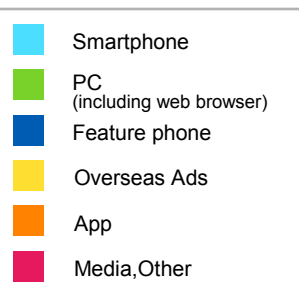 Smartphone
PC
(including web browser)
Feature phone
Overseas Ads
App
Media,Other